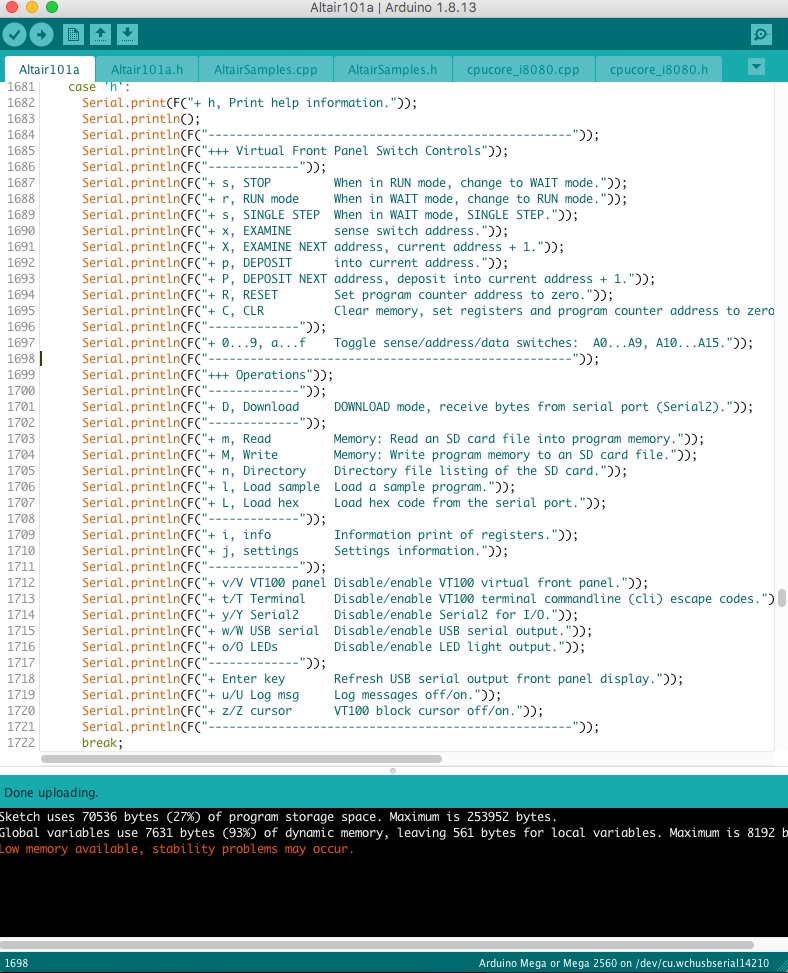 Altair101a | Arduino 1.8.13
Altair101a Altair101a.h AltairSamples.cpp AltairSamples.h cpucore_i8080.cpp cpucore_i8080.h
1681 case 'h':
1682 Serial.print(F("+ h, Print help information."));
1683 Serial.println();
1684 Serial.println(F("----------------------------------------------------"));
1685 Serial.println(F("+++ Virtual Front Panel Switch Controls"));
1686 Serial.println(F("-------------"));
1687 Serial.println(F("+ s, STOP         When in RUN mode, change to WAIT mode."));
1688 Serial.println(F("+ r, RUN mode     When in WAIT mode, change to RUN mode."));
1689 Serial.println(F("+ s, SINGLE STEP  When in WAIT mode, SINGLE STEP."));
1690 Serial.println(F("+ x, EXAMINE      sense switch address."));
1691 Serial.println(F("+ X, EXAMINE NEXT address, current address + 1."));
1692 Serial.println(F("+ p, DEPOSIT      into current address."));
1693 Serial.println(F("+ P, DEPOSIT NEXT address, deposit into current address + 1."));
1694 Serial.println(F("+ R, RESET        Set program counter address to zero."));
1695 Serial.println(F("+ C, CLR          Clear memory, set registers and program counter address to zero
1696 Serial.println(F("-------------"));
1697 Serial.println(F("+ 0...9, a...f    Toggle sense/address/data switches:  A0...A9, A10...A15."));
1698 Serial.println(F("----------------------------------------------------"));
1699 Serial.println(F("+++ Operations"));
1700 Serial.println(F("-------------"));
1701 Serial.println(F("+ D, Download     DOWNLOAD mode, receive bytes from serial port (Serial2)."));
1702 Serial.println(F("-------------"));
1703 Serial.println(F("+ m, Read         Memory: Read an SD card file into program memory."));
1704 Serial.println(F("+ M, Write        Memory: Write program memory to an SD card file."));
1705 Serial.println(F("+ n, Directory    Directory file listing of the SD card."));
1706 Serial.println(F("+ l, Load sample  Load a sample program."));
1707 Serial.println(F("+ L, Load hex     Load hex code from the serial port."));
1708 Serial.println(F("-------------"));
1709 Serial.println(F("+ i, info         Information print of registers."));
1710 Serial.println(F("+ j, settings     Settings information."));
1711 Serial.println(F("-------------"));
1712 Serial.println(F("+ v/V VT100 panel Disable/enable VT100 virtual front panel."));
1713 Serial.println(F("+ t/T Terminal    Disable/enable VT100 terminal commandline (cli) escape codes.")
1714 Serial.println(F("+ y/Y Serial2     Disable/enable Serial2 for I/O."));
1715 Serial.println(F("+ w/W USB serial  Disable/enable USB serial output."));
1716 Serial.println(F("+ o/O LEDs        Disable/enable LED light output."));
1717 Serial.println(F("-------------"));
1718 Serial.println(F("+ Enter key       Refresh USB serial output front panel display."));
1719 Serial.println(F("+ u/U Log msg     Log messages off/on."));
1720 Serial.println(F("+ z/Z cursor      VT100 block cursor off/on."));
1721 Serial.println(F("----------------------------------------------------"));
1722 break;
Done uploading.
Sketch uses 70536 bytes (27%) of program storage space. Maximum is 253952 bytes.
Global variables use 7631 bytes (93%) of dynamic memory, leaving 561 bytes for local variables. Maximum is 8192 b
Low memory available, stability problems may occur.
1698 Arduino Mega or Mega 2560 on /dev/cu.wchusbserial14210